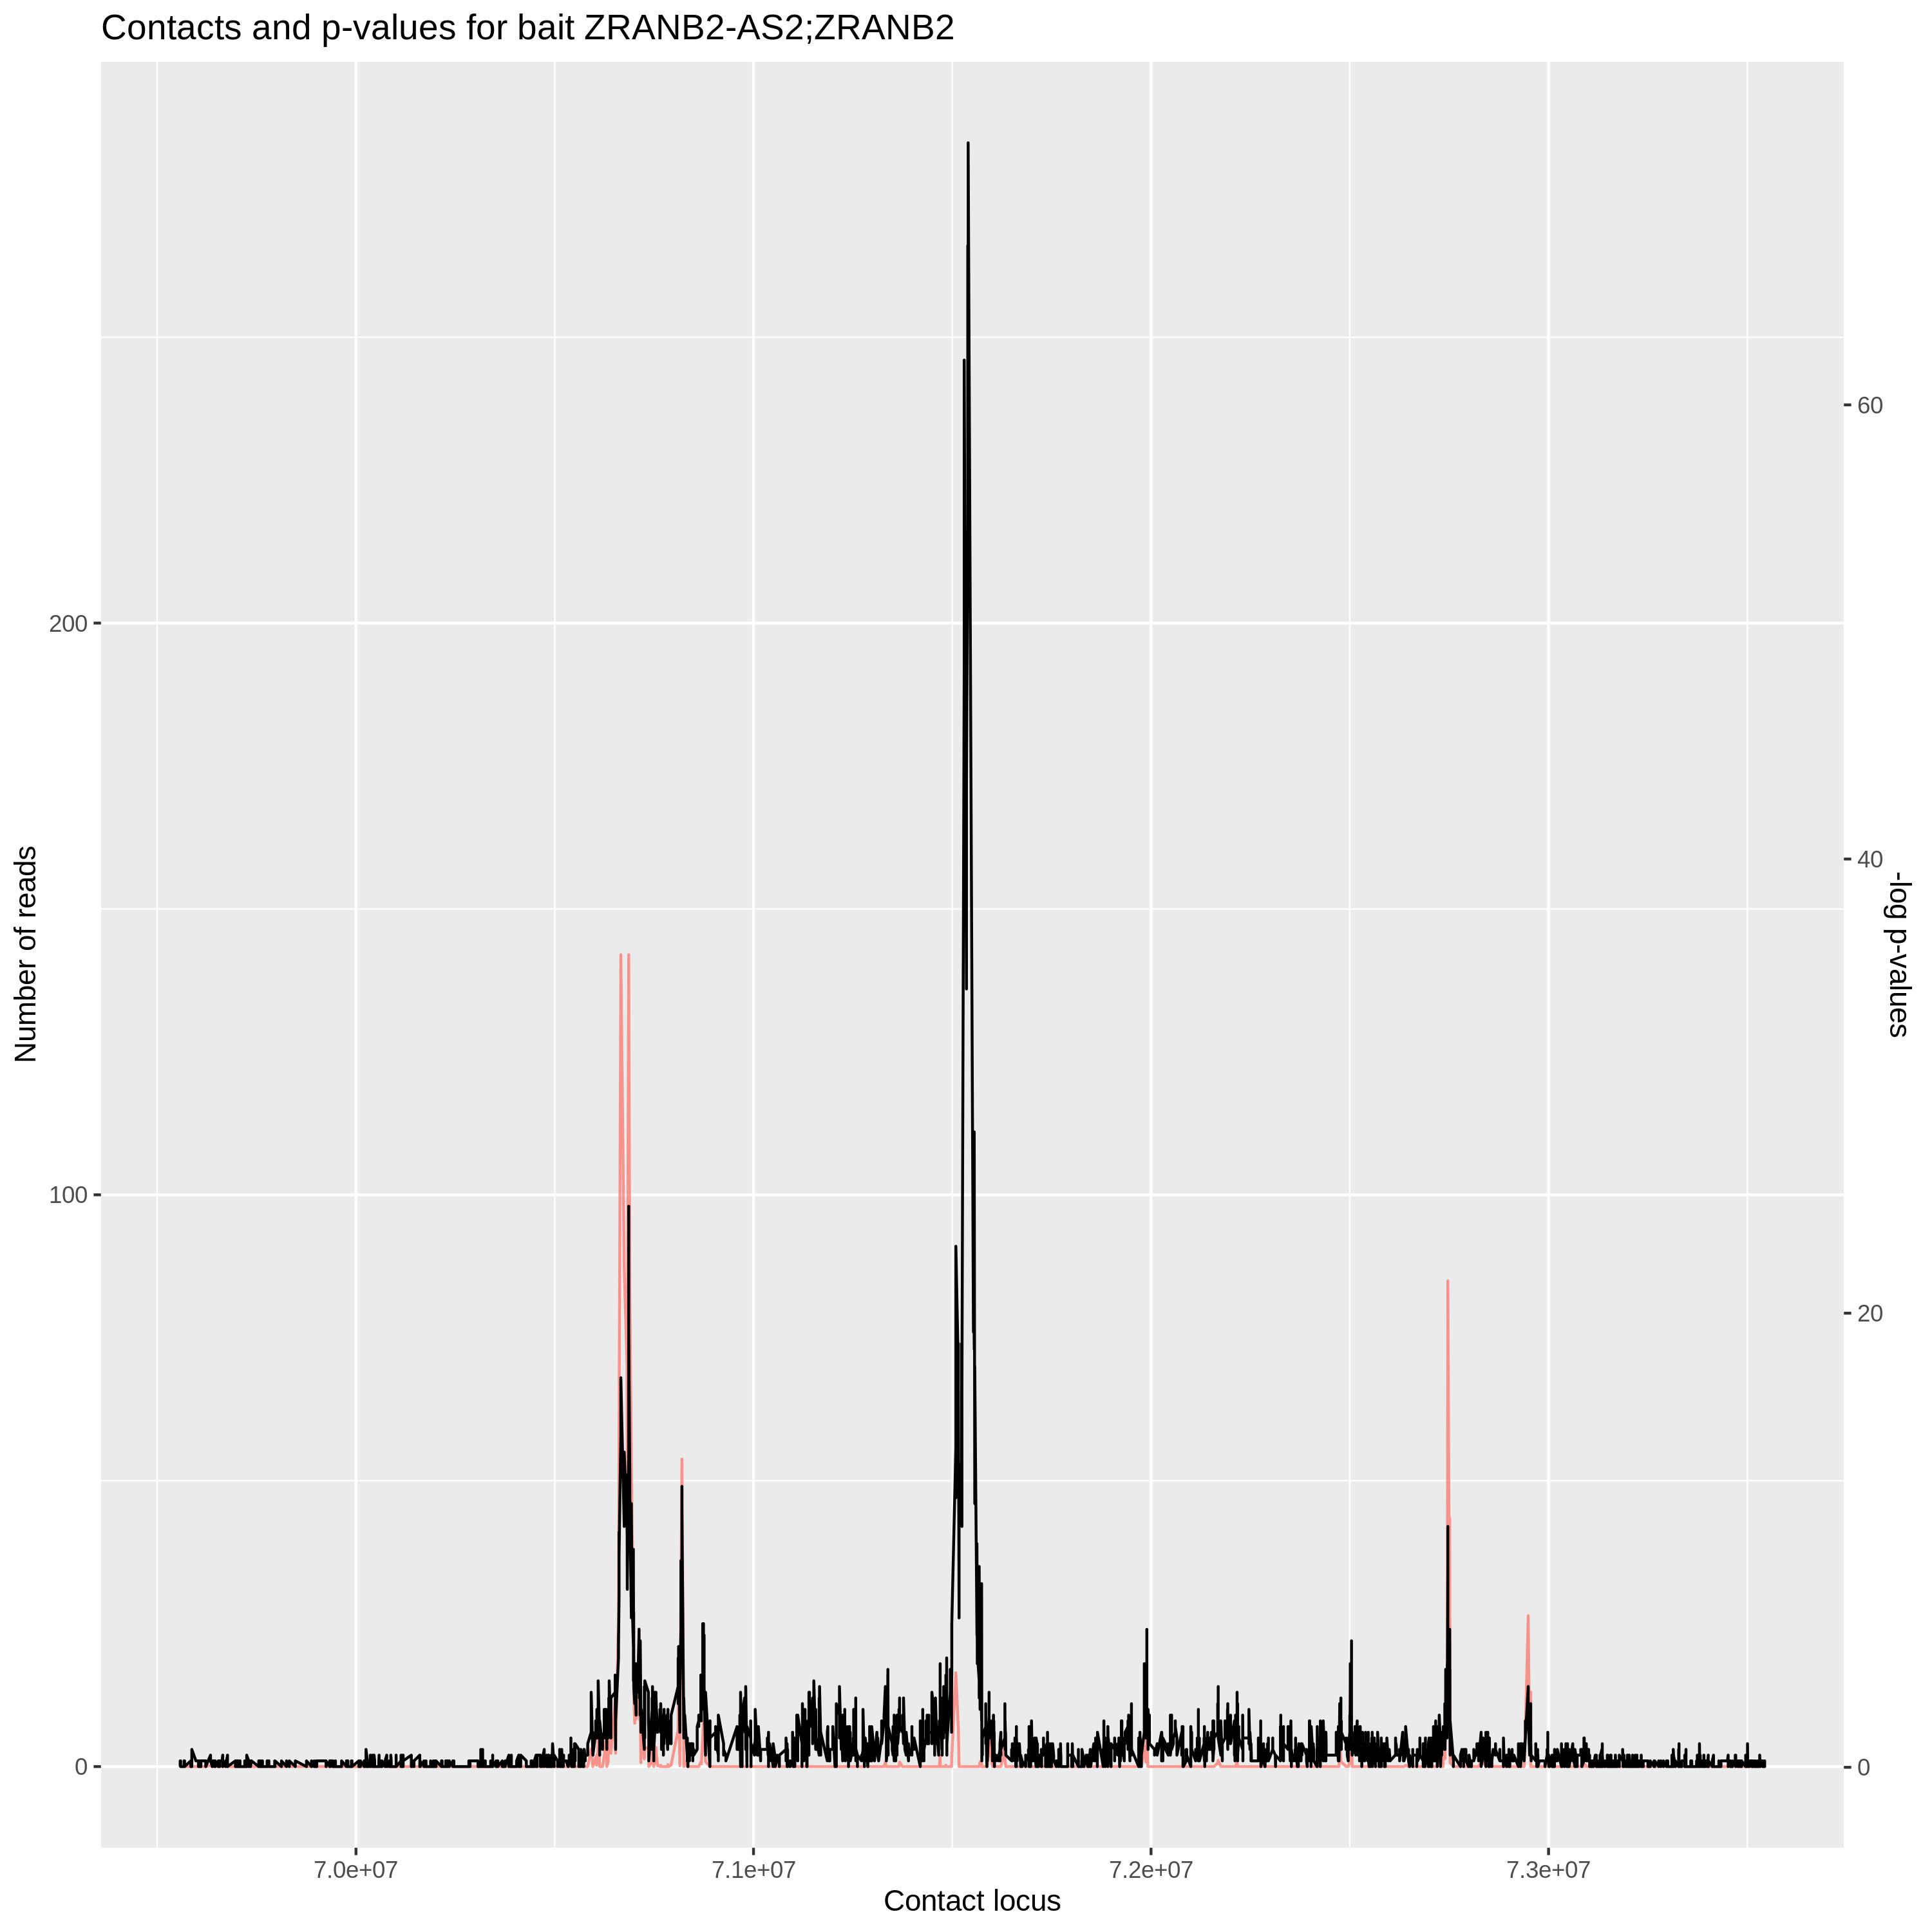 Contacts and p-values for bait ZRANB2-AS2;ZRANB2
Number of reads
200
100
0
60
40
20
0
-log p-values
7.0e+07
7.1e+07
7.2e+07
7.3e+07
Contact locus